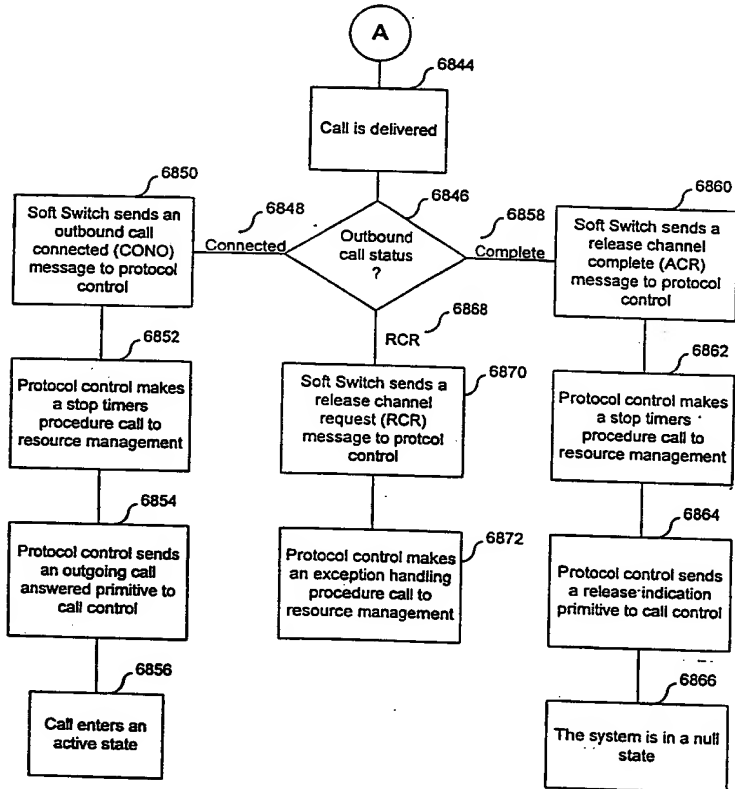 A
6844
Call is delivered
6850
Soft Switch sends an
outbound call
connected (CONO)
message to protocol
control
6848
Connected
6846
Outbound
call status
?
6858
Complete
6860
Soft Switch sends a
release channel
complete (ACR)
message to protocol
control
6868
RCR
6852
Protocol control makes
a stop timers
procedure call to
resource management
6870
Soft Switch sends a
release channel
request (RCR)
message to protcol
control
6862
Protocol control makes
a stop timers
procedure call to
resource management
6854
Protocol control sends
an outgoing call
answered primitive to
call control
6872
Protocol control makes
an exception handling
procedure call to
resource management
6864
Protocol control sends
a release-indication
primitive to call control
6856
Call enters an
active state
6866
The system is in a null
state